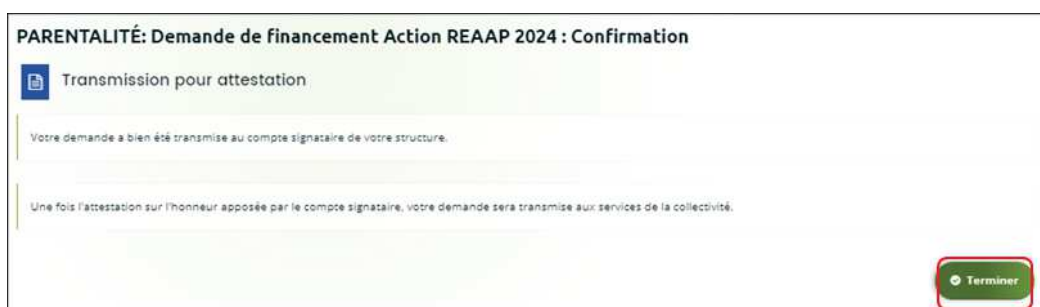 PARENTALITÉ: Demande de financement Action REAAP 2024 : Confirmation
Transmission pour attestation
Votre demande a bien été transmise au compte signataire de votre structure.
Une fois l'attestation sur l'honneur apposée par le compte signataire, votre demande sera transmise aux services de la collectivité.
Terminer